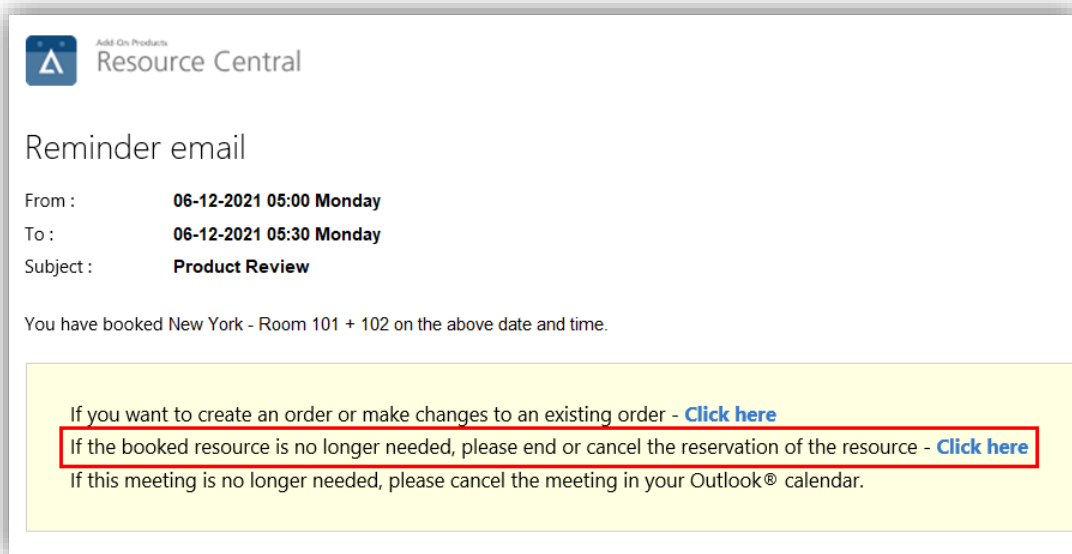 Add-On Products
Resource Central
Reminder email
From : 06-12-2021 05:00 Monday
To : 06-12-2021 05:30 Monday
Subject : Product Review
You have booked New York - Room 101 + 102 on the above date and time.
If you want to create an order or make changes to an existing order - Click here
If the booked resource is no longer needed, please end or cancel the reservation of the resource - Click here
If this meeting is no longer needed, please cancel the meeting in your Outlook® calendar.